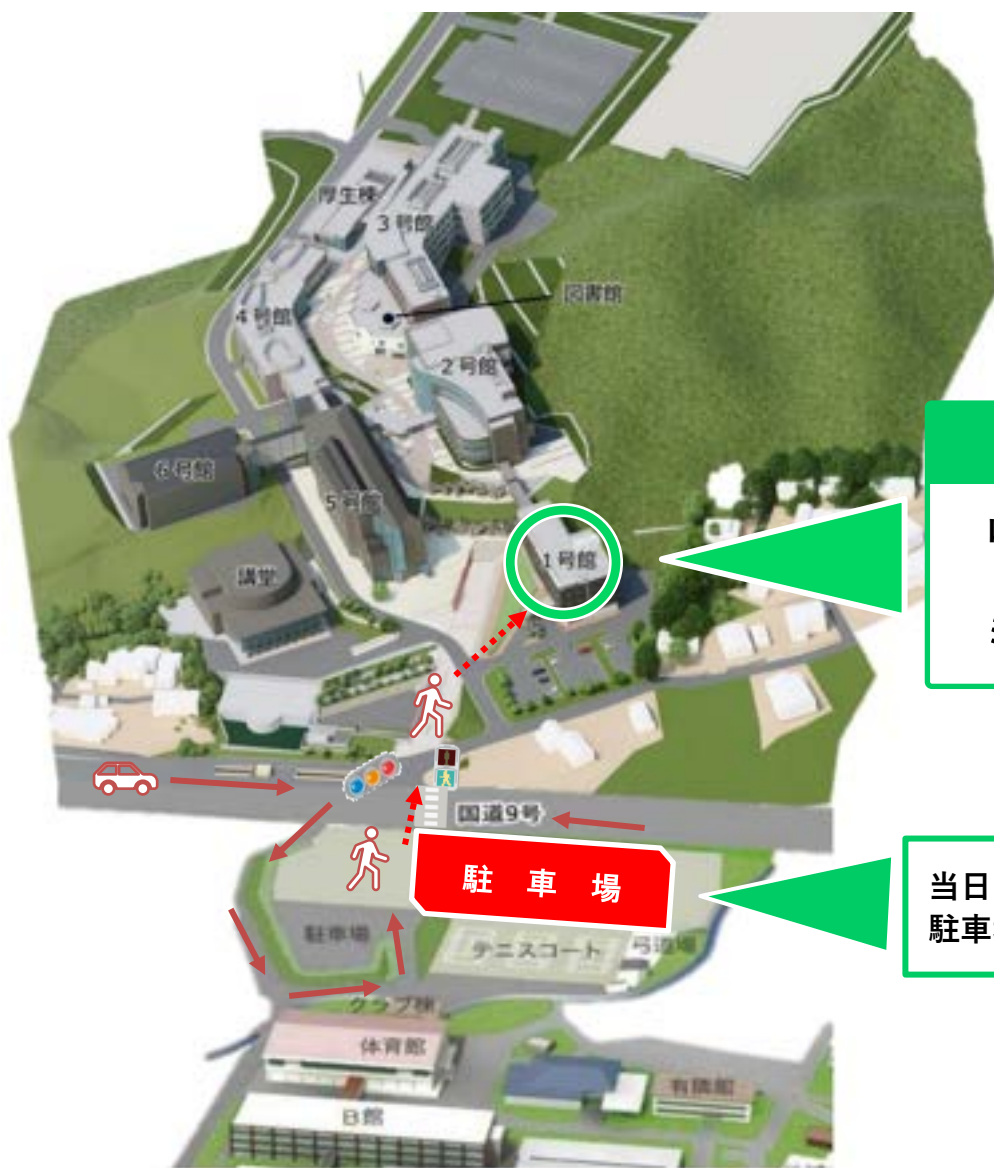 厚生棟
3号館
図書館
4号館
2号館
6号館
5号館
1号館
講堂
国道9号
駐車場
当日
駐車
駐車場
テニスコート
弓道場
クラブ棟
体育館
有隣館
B館